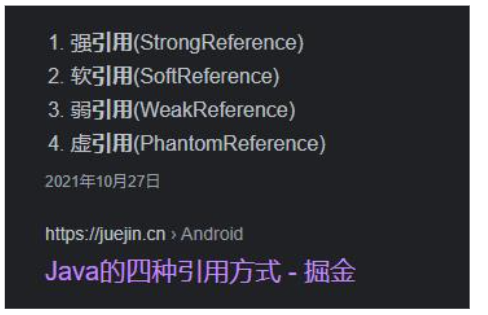 1. 强引用(StrongReference)
2. 软引用(SoftReference)
3. 弱引用(WeakReference)
4. 虚引用(PhantomReference)
2021年10月27日
https://juejin.cn › Android
Java的四种引用方式 - 掘金